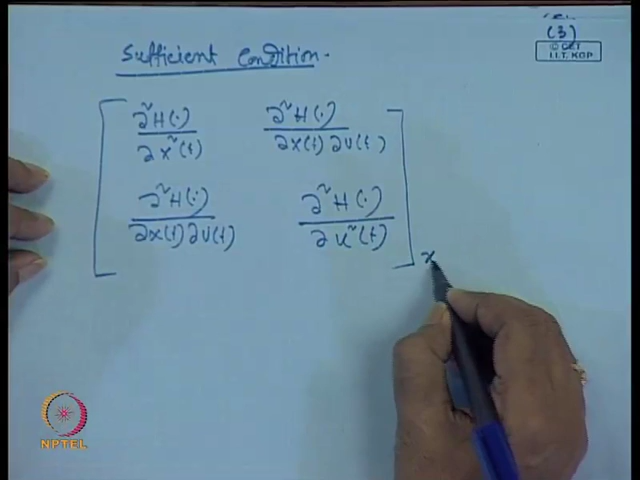 (3)
© CET
I.I.T. KGP
Sufficient Condition.
∂²H(.) / ∂x²(t)    ∂²H(.) / ∂x(t) ∂u(t)
∂²H(.) / ∂x(t) ∂u(t)    ∂²H(.) / ∂u²(t)
x
NPTEL